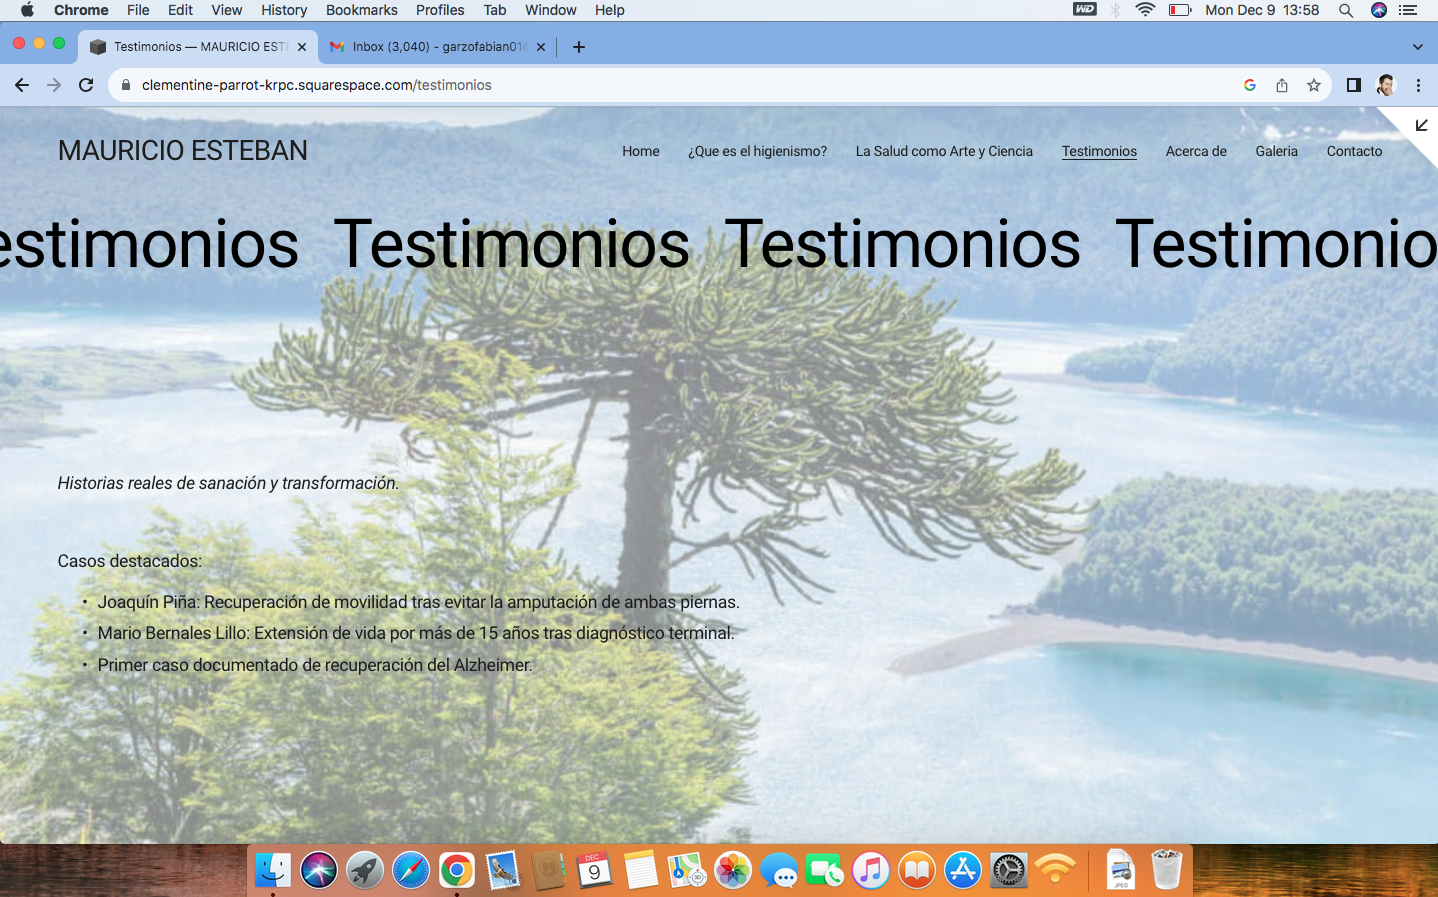 Chrome File Edit View History Bookmarks Profiles Tab Window Help WD Mon Dec 9 13:58
Testimonios — MAURICIO EST Inbox (3,040) - garzofabian01
clementine-parrot-krpc.squarespace.com/testimonios
MAURICIO ESTEBAN
Home ¿Que es el higienismo? La Salud como Arte y Ciencia Testimonios Acerca de Galeria Contacto
estimonios Testimonios Testimonios Testimonio
Historias reales de sanación y transformación.
Casos destacados:
• Joaquín Piña: Recuperación de movilidad tras evitar la amputación de ambas piernas.
• Mario Bernales Lillo: Extensión de vida por más de 15 años tras diagnóstico terminal.
• Primer caso documentado de recuperación del Alzheimer.
DEC
9
JPEG